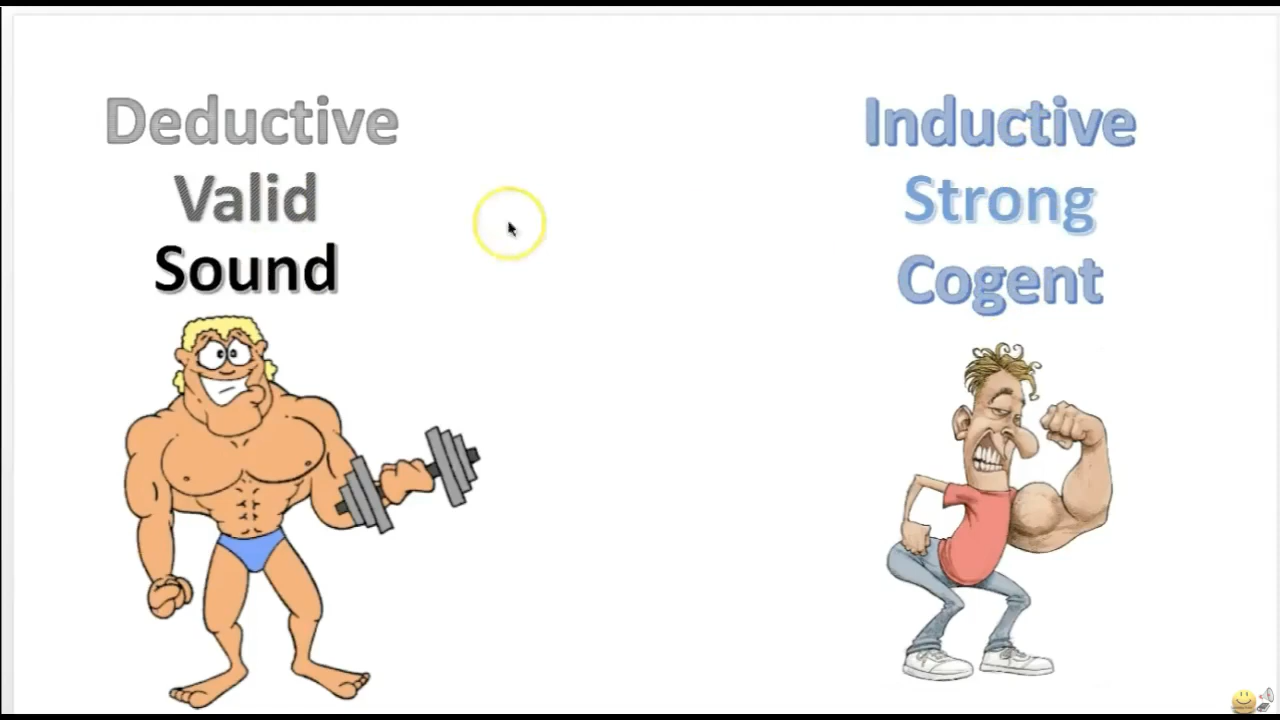 Deductive
Valid
Sound
Inductive
Strong
Cogent